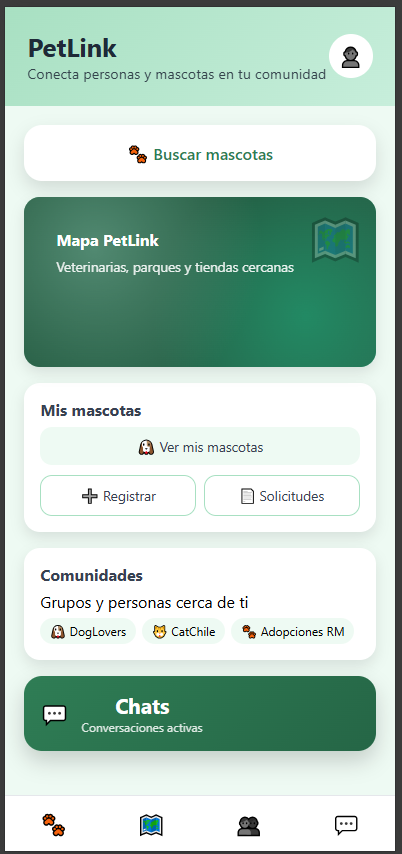 PetLink
Conecta personas y mascotas en tu comunidad
Buscar mascotas
Mapa PetLink
Veterinarias, parques y tiendas cercanas
Mis mascotas
Ver mis mascotas
Registrar
Solicitudes
Comunidades
Grupos y personas cerca de ti
DogLovers
CatChile
Adopciones RM
Chats
Conversaciones activas